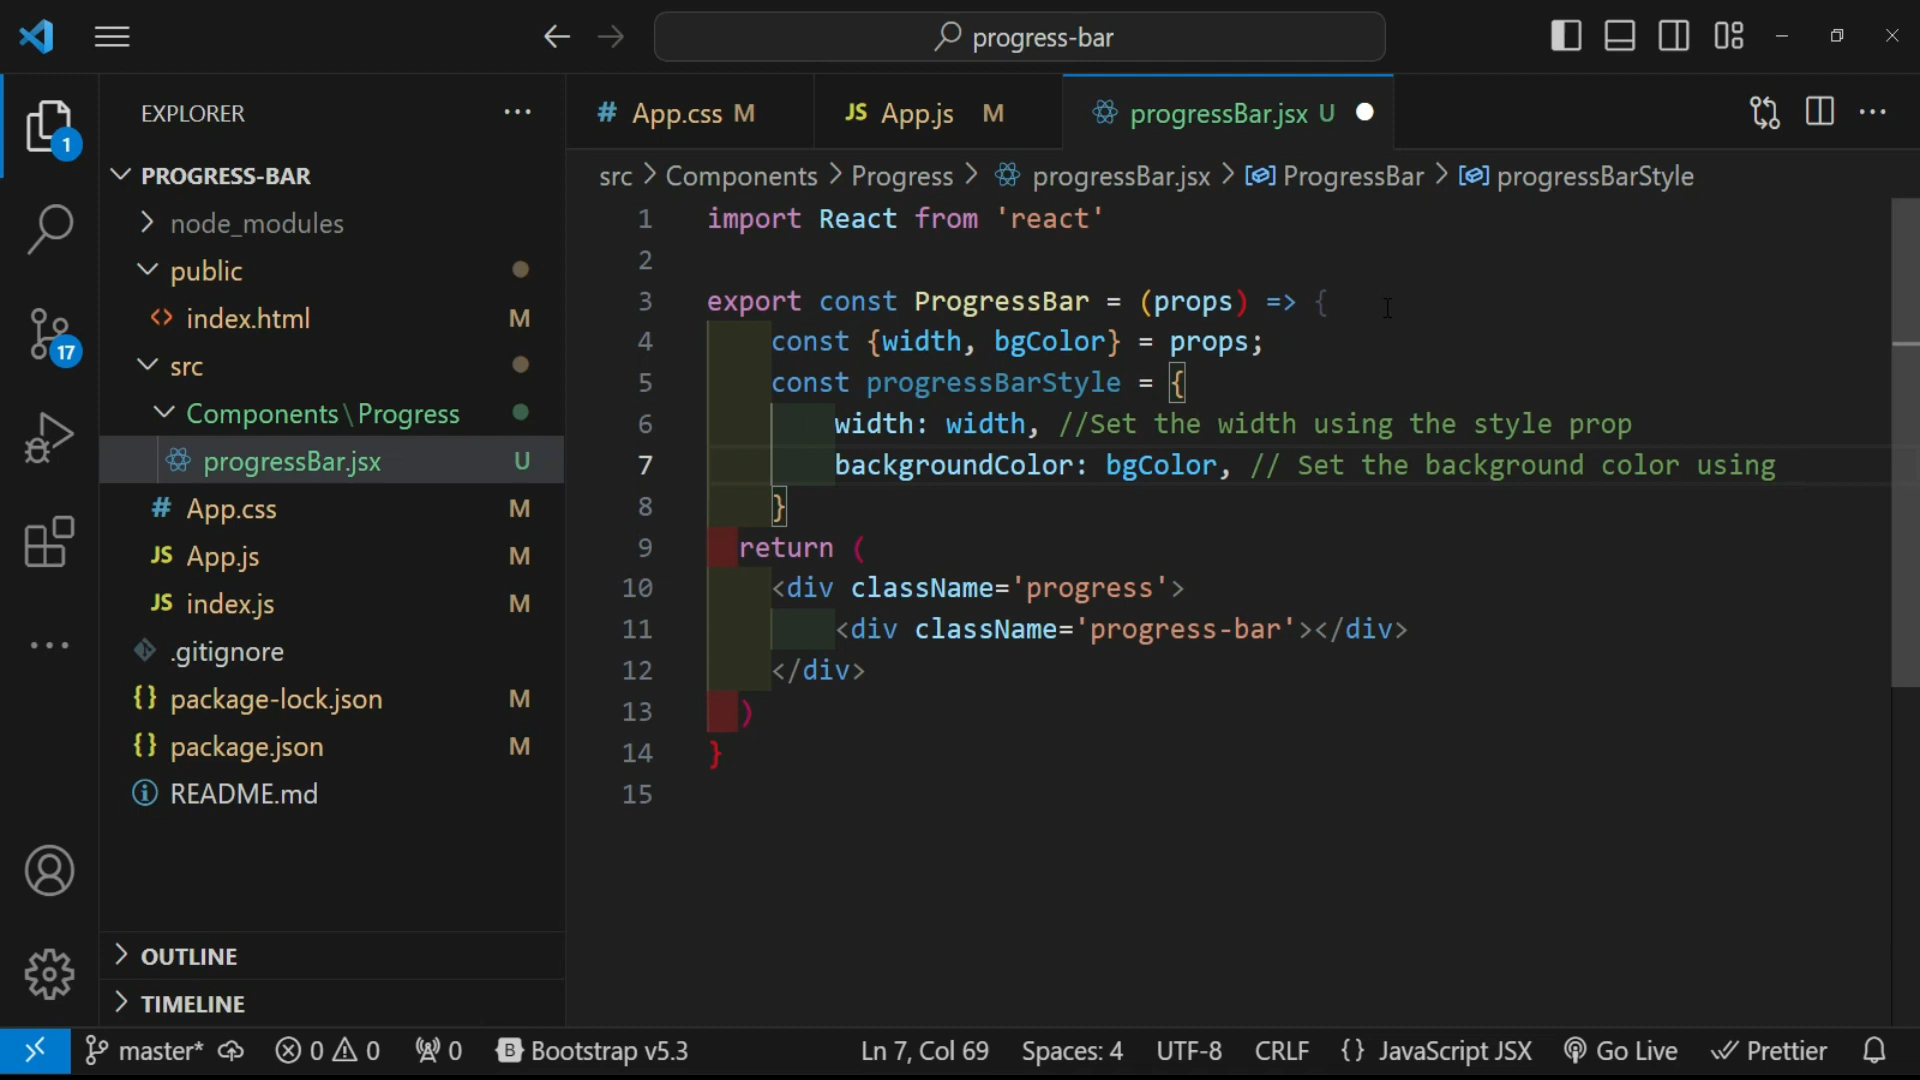 progress-bar
EXPLORER
PROGRESS-BAR
node_modules
public
index.html M
src
Components\Progress
progressBar.jsx U
App.css M
App.js M
index.js M
.gitignore
package-lock.json M
package.json M
README.md
OUTLINE
TIMELINE
1
17
# App.css M
JS App.js M
progressBar.jsx U
src > Components > Progress > progressBar.jsx > ProgressBar > progressBarStyle
1 import React from 'react'
2
3 export const ProgressBar = (props) => {
4 const {width, bgColor} = props;
5 const progressBarStyle = {
6 width: width, //Set the width using the style prop
7 backgroundColor: bgColor, // Set the background color using
8 }
9 return (
10 <div className='progress'>
11 <div className='progress-bar'></div>
12 </div>
13 )
14 }
15
master* 0 0 0 B Bootstrap v5.3 Ln 7, Col 69 Spaces: 4 UTF-8 CRLF {} JavaScript JSX Go Live Prettier